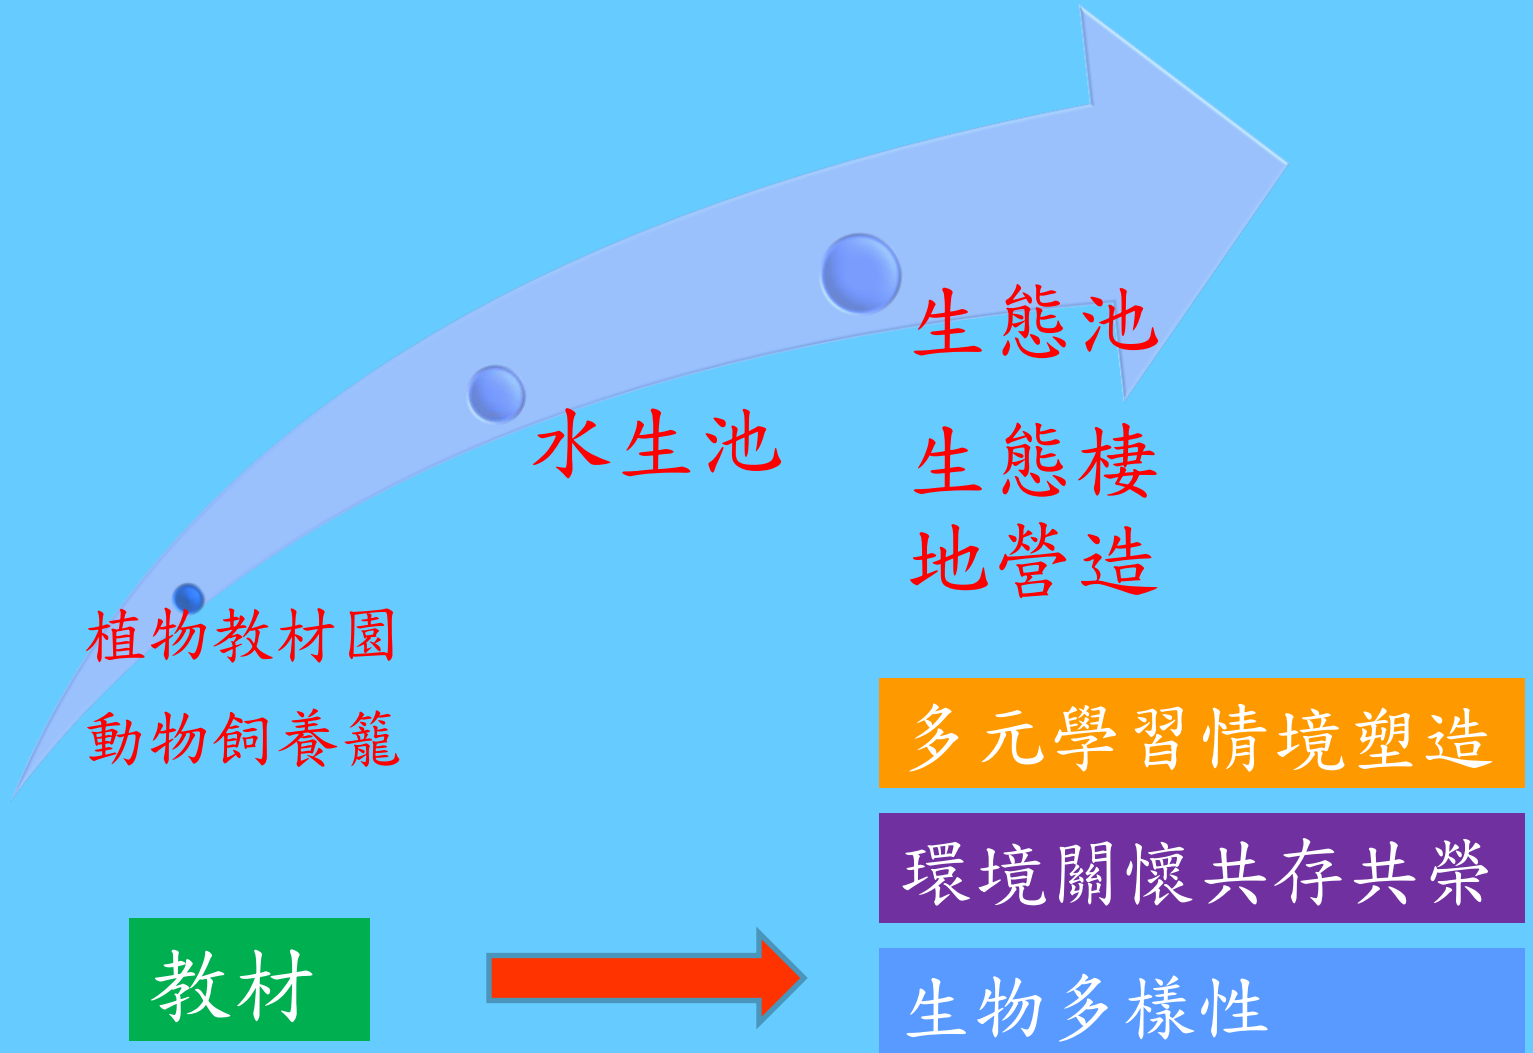 植物教材園
動物飼養籠
水生池
生態池
生態棲
地營造
教材
多元學習情境塑造
環境關懷共存共榮
生物多樣性